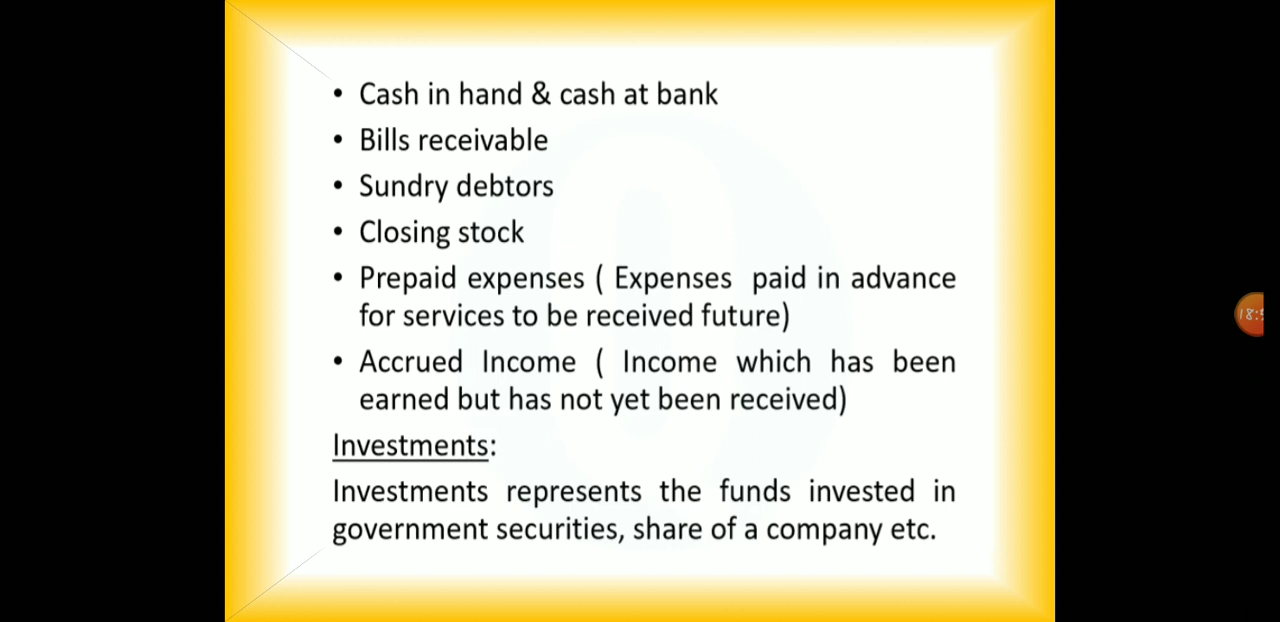 • Cash in hand & cash at bank
• Bills receivable
• Sundry debtors
• Closing stock
• Prepaid expenses ( Expenses paid in advance
for services to be received future)
• Accrued Income ( Income which has been
earned but has not yet been received)
Investments:
Investments represents the funds invested in
government securities, share of a company etc.